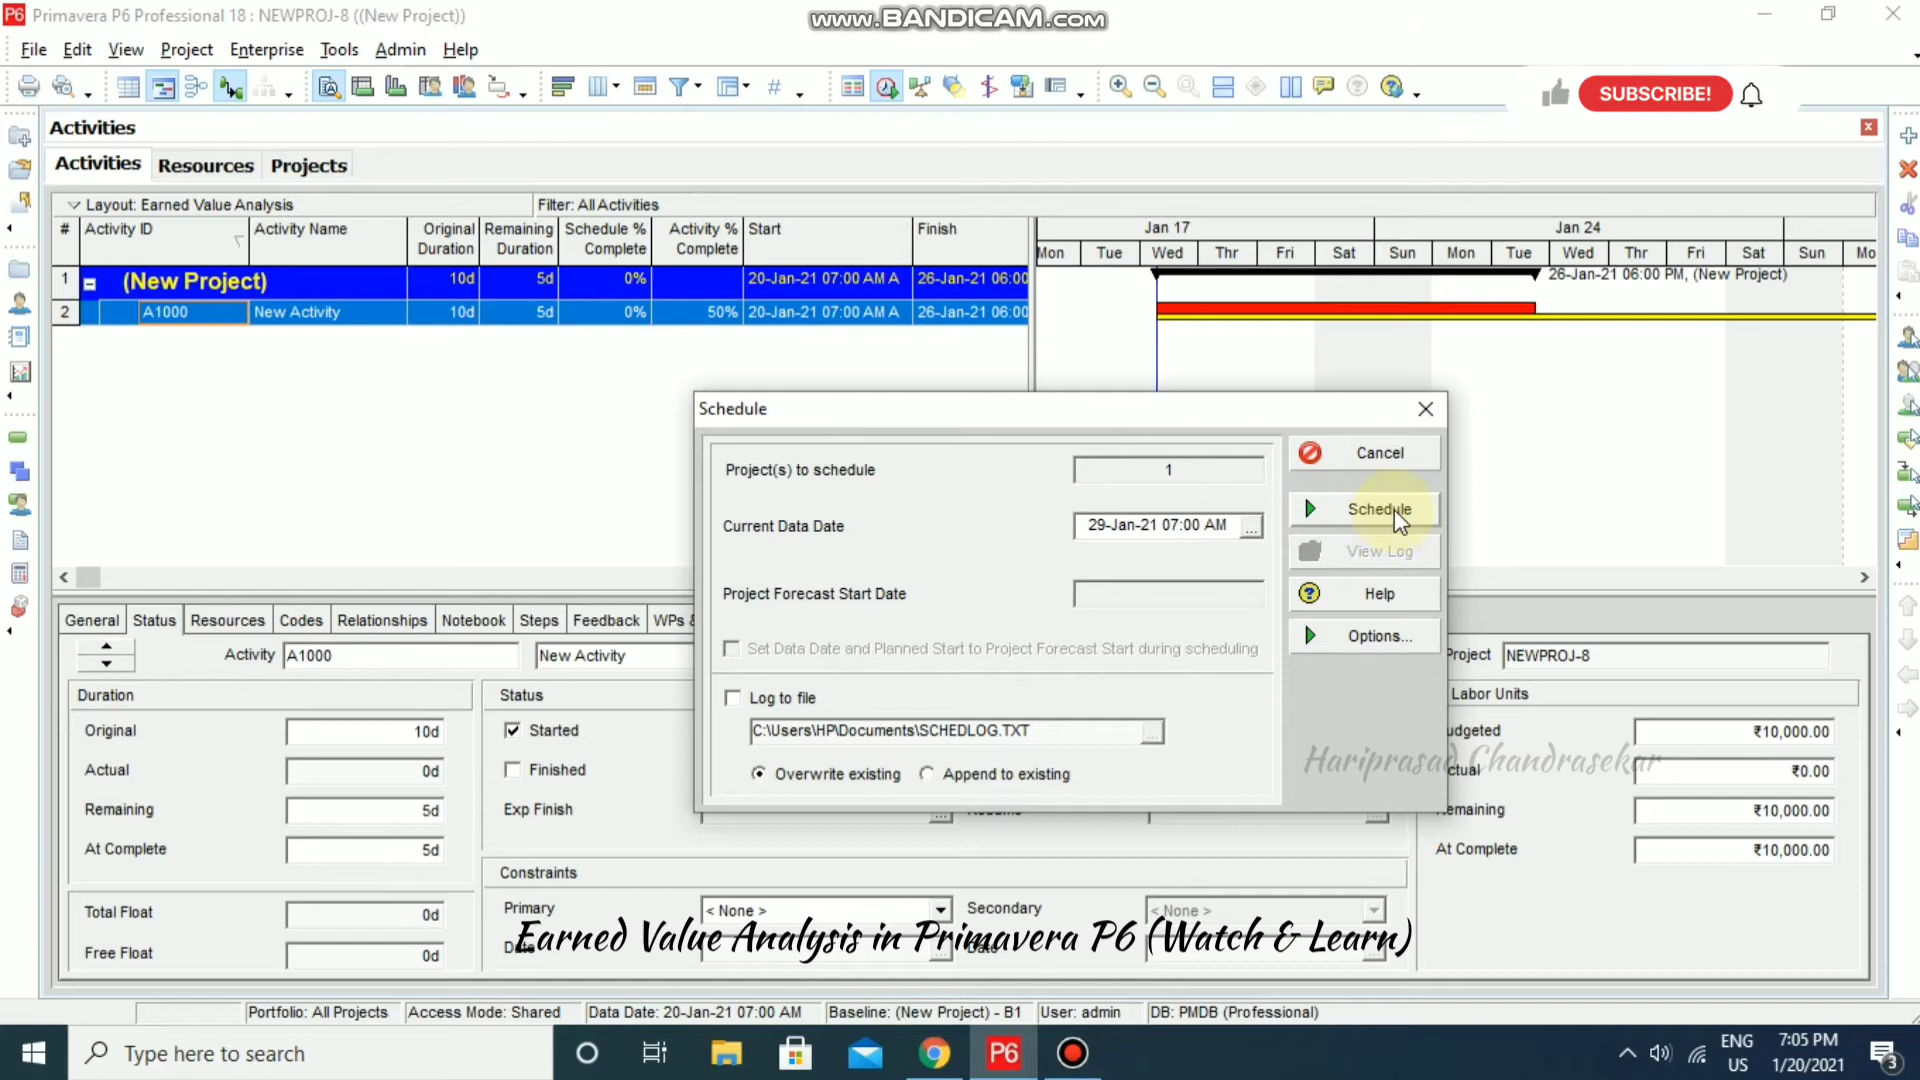 Primavera P6 Professional 18 : NEWPROJ-8 ((New Project))
www.BANDICAM.com
File Edit View Project Enterprise Tools Admin Help
SUBSCRIBE!
Activities
Activities Resources Projects
Layout: Earned Value Analysis Filter: All Activities
# Activity ID Activity Name Original Duration Remaining Duration Schedule % Complete Activity % Complete Start Finish
Jan 17 Jan 24
Mon Tue Wed Thr Fri Sat Sun Mon Tue Wed Thr Fri Sat Sun Mo
1 (New Project) 10d 5d 0% 20-Jan-21 07:00 AM A 26-Jan-21 06:00
26-Jan-21 06:00 PM, (New Project)
2 A1000 New Activity 10d 5d 0% 50% 20-Jan-21 07:00 AM A 26-Jan-21 06:00
Schedule
Project(s) to schedule 1
Cancel
Current Data Date 29-Jan-21 07:00 AM ...
Schedule
View Log
Project Forecast Start Date
Help
Set Data Date and Planned Start to Project Forecast Start during scheduling
Options...
Log to file
C:\Users\HP\Documents\SCHEDLOG.TXT ...
Overwrite existing Append to existing
General Status Resources Codes Relationships Notebook Steps Feedback WPs &
Activity A1000 New Activity Project NEWPROJ-8
Duration Status Labor Units
Original 10d Started udgeted ₹10,000.00
Actual 0d Finished ctual ₹0.00
Remaining 5d Exp Finish ... Resume ... emaining ₹10,000.00
At Complete 5d At Complete ₹10,000.00
Constraints
Total Float 0d Primary < None > Secondary < None >
Free Float 0d Date ... Date ...
Hariprasad Chandrasekar
Earned Value Analysis in Primavera P6 (Watch & Learn)
Portfolio: All Projects Access Mode: Shared Data Date: 20-Jan-21 07:00 AM Baseline: (New Project) - B1 User: admin DB: PMDB (Professional)
Type here to search
P6
ENG
US
7:05 PM
1/20/2021
3